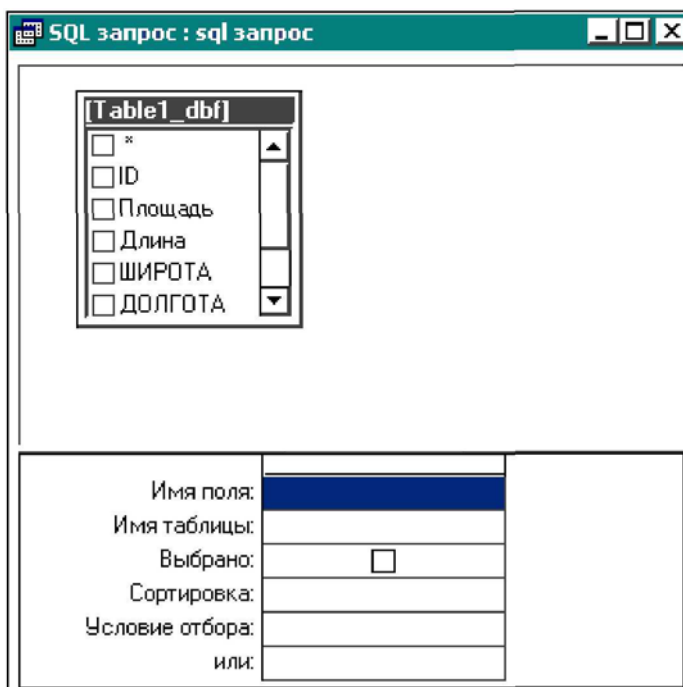 SQL запрос : sql запрос
[Table1_dbf]
*
ID
Площадь
Длина
ШИРОТА
ДОЛГОТА
Имя поля:
Имя таблицы:
Выбрано:
Сортировка:
Условие отбора:
или: